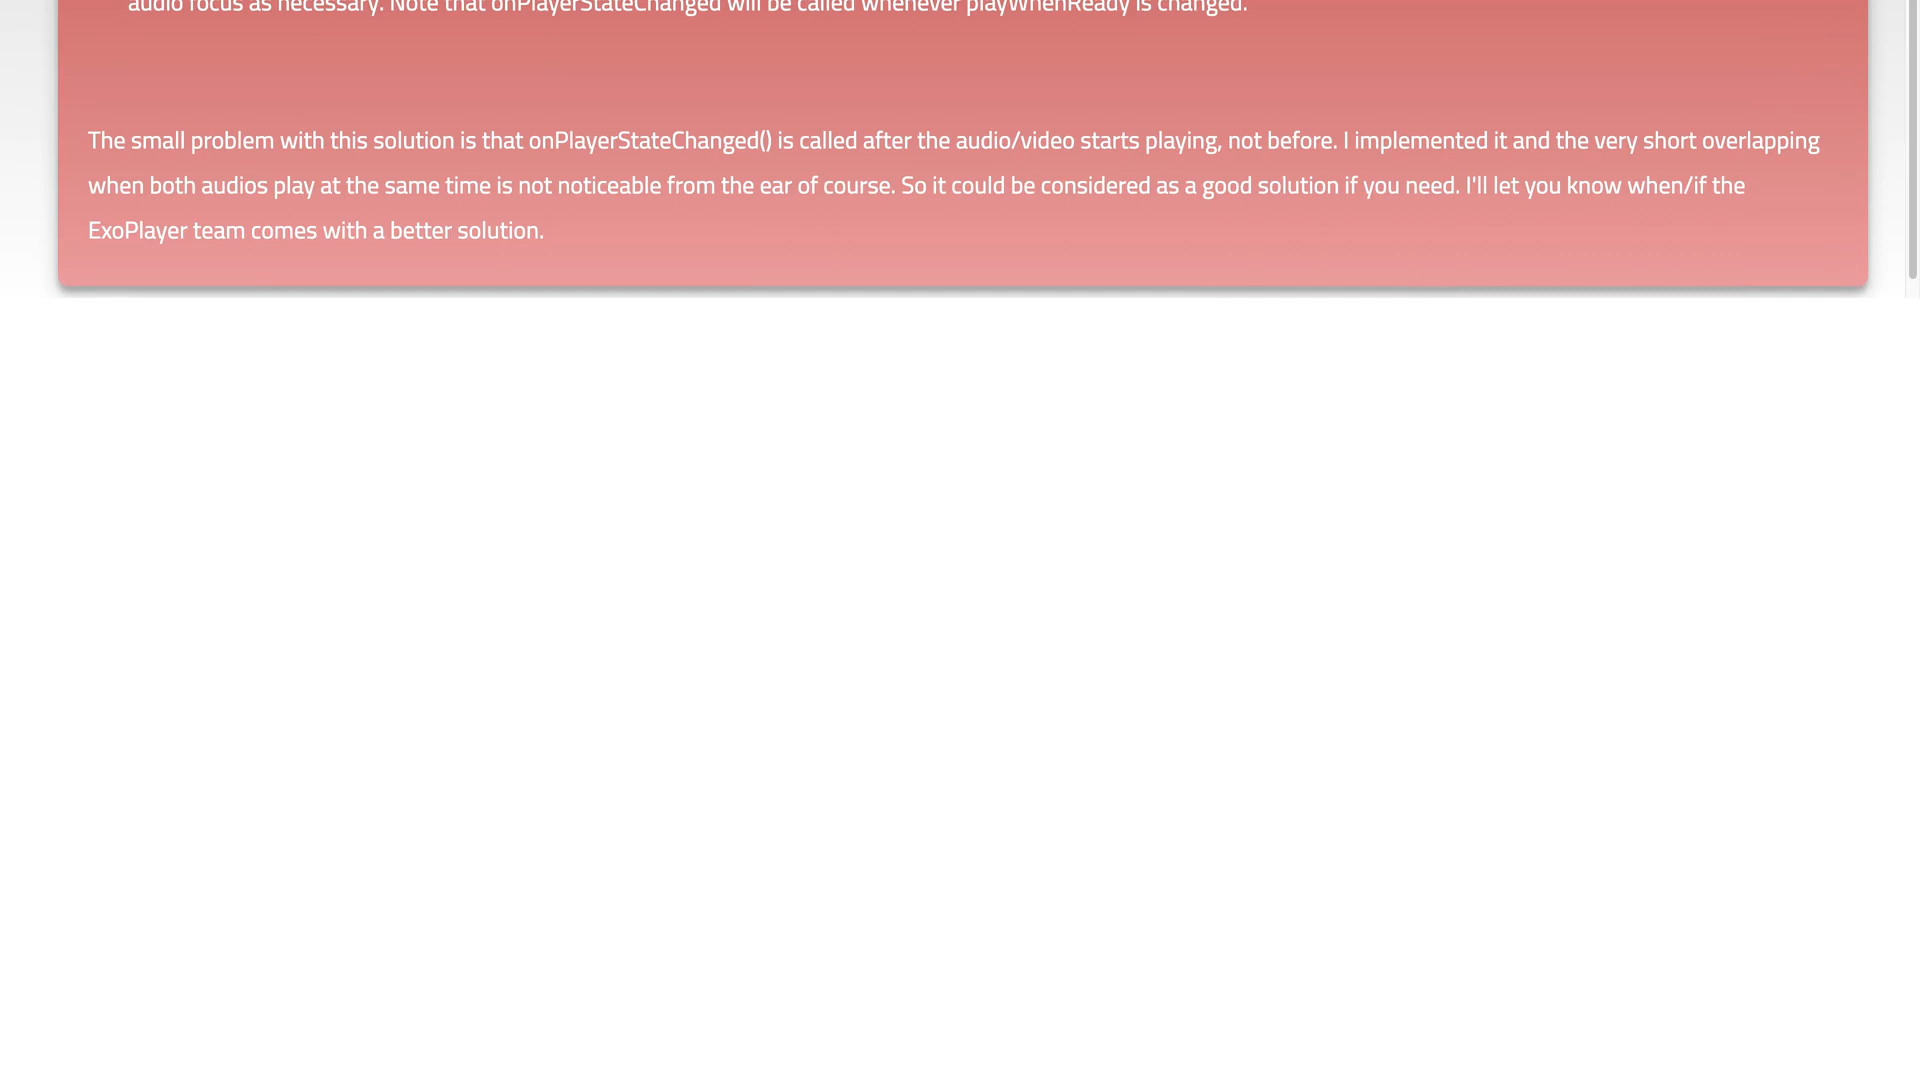 audio focus as necessary. Note that onPlayerStateChanged will be called whenever playWhenReady is changed.
The small problem with this solution is that onPlayerStateChanged() is called after the audio/video starts playing, not before. I implemented it and the very short overlapping
when both audios play at the same time is not noticeable from the ear of course. So it could be considered as a good solution if you need. I'll let you know when/if the
ExoPlayer team comes with a better solution.